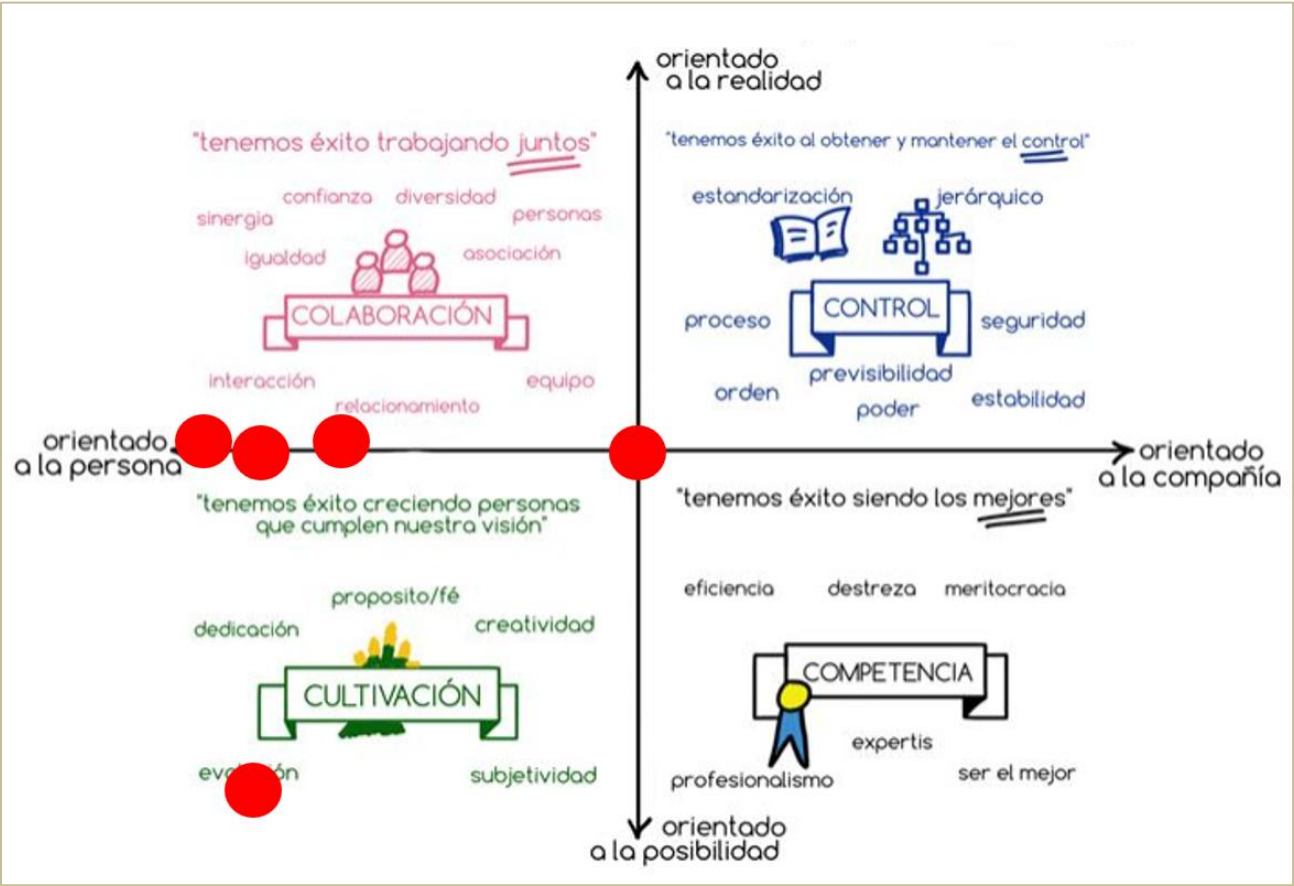 orientado
a la realidad
"tenemos éxito trabajando juntos"
confianza
diversidad
sinergia
personas
igualdad
asociación
COLABORACIÓN
interacción
equipo
relacionamiento
"tenemos éxito al obtener y mantener el control"
estandarización
jerárquico
CONTROL
proceso
seguridad
previsibilidad
orden
poder
estabilidad
orientado
a la persona
orientado
a la compañía
"tenemos éxito creciendo personas
que cumplen nuestra visión"
proposito/fé
dedicación
creatividad
CULTIVACIÓN
subjetividad
"tenemos éxito siendo los mejores"
eficiencia
destreza
meritocracia
COMPETENCIA
expertis
profesionalismo
ser el mejor
orientado
a la posibilidad